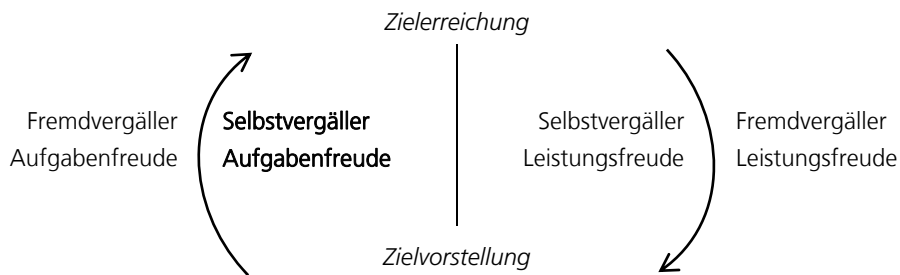 Zielerreichung
Fremdvergäller
Aufgabenfreude
Selbstvergäller
Aufgabenfreude
Selbstvergäller
Leistungsfreude
Fremdvergäller
Leistungsfreude
Zielvorstellung